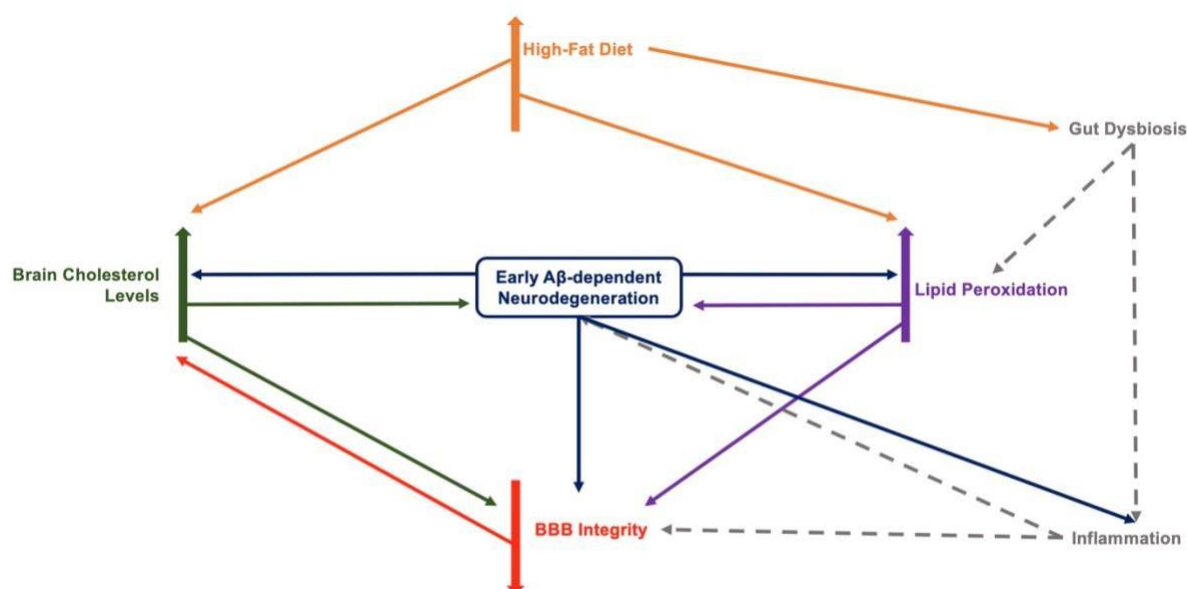 High-Fat Diet
Gut Dysbiosis
Brain Cholesterol
Levels
Early Aβ-dependent
Neurodegeneration
Lipid Peroxidation
BBB Integrity
Inflammation